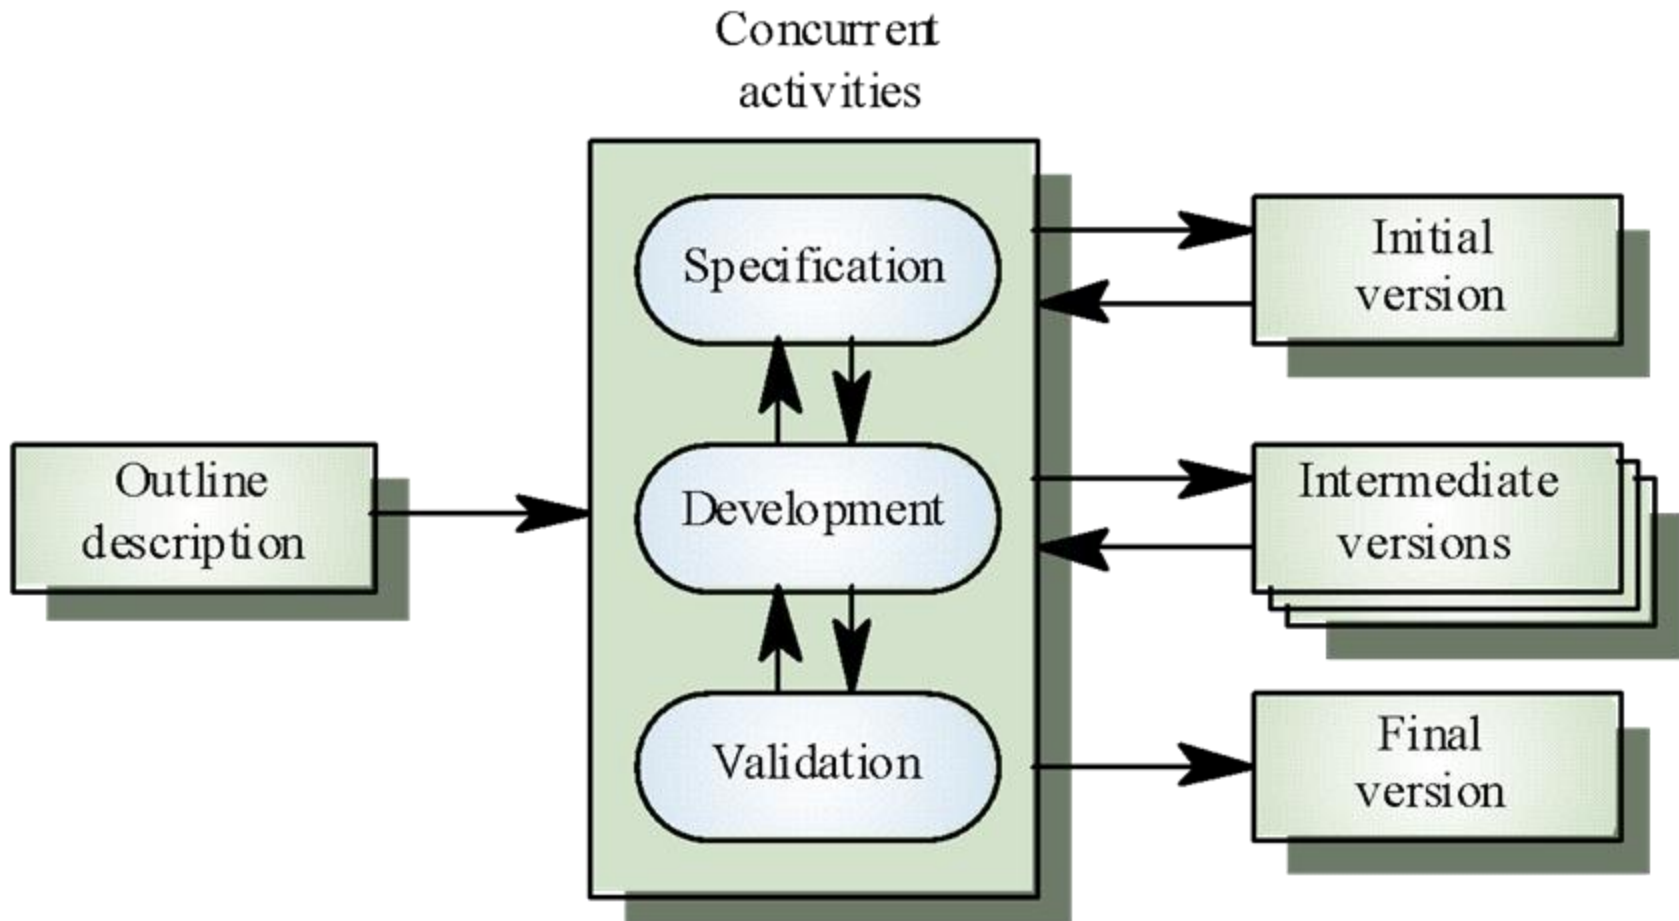 Concurrent
activities
Specification
Initial
version
Outline
description
Development
Intermediate
versions
Validation
Final
version